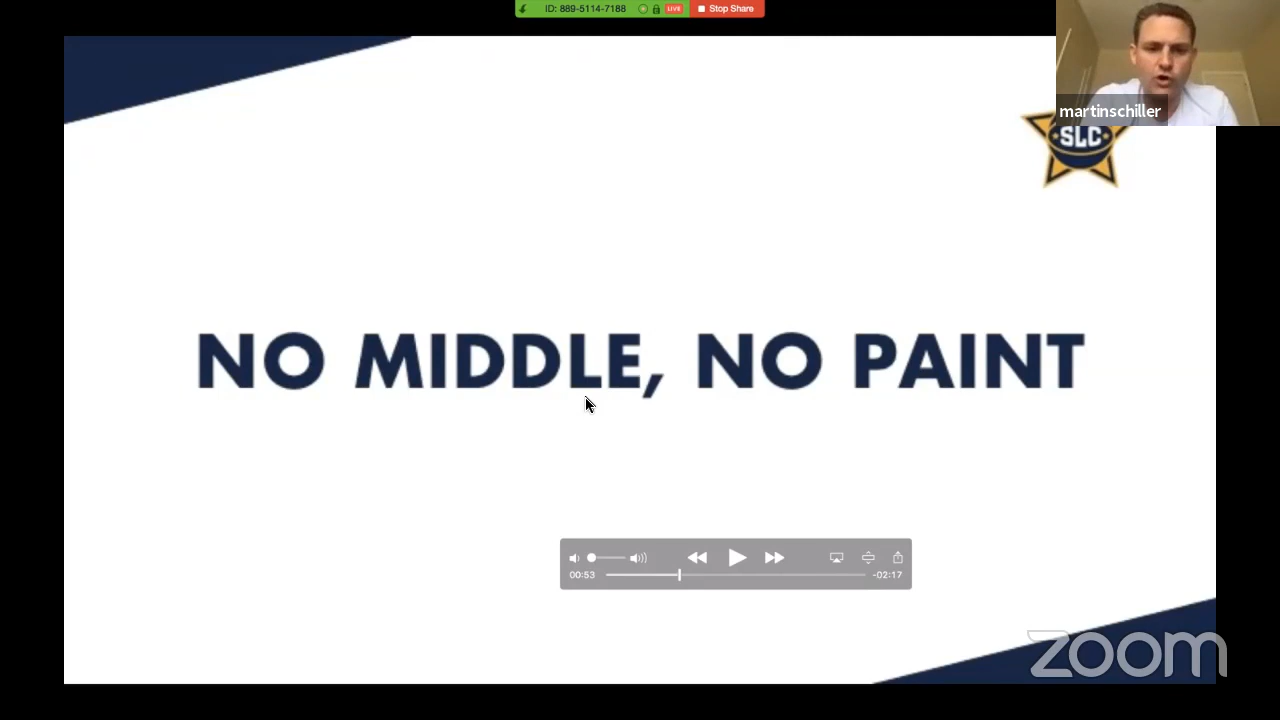 ID: 889-5114-7188 LIVE Stop Share
martinschiller
SLC
NO MIDDLE, NO PAINT
00:53 -02:17
zoom